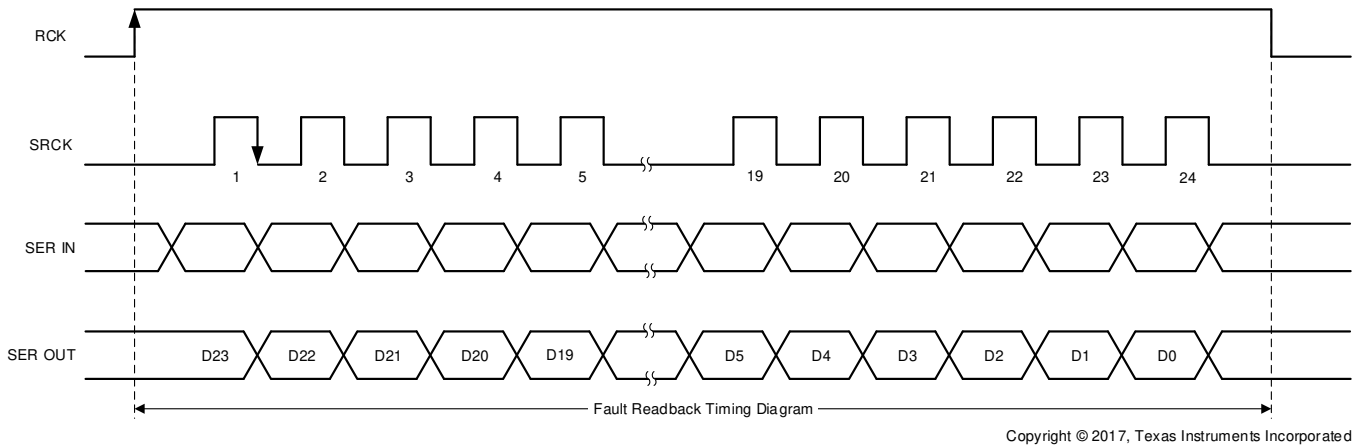 RCK
SRCK
1 2 3 4 5 19 20 21 22 23 24
SER IN
SER OUT
D23 D22 D21 D20 D19 D5 D4 D3 D2 D1 D0
Fault Readback Timing Diagram
Copyright © 2017, Texas Instruments Incorporated